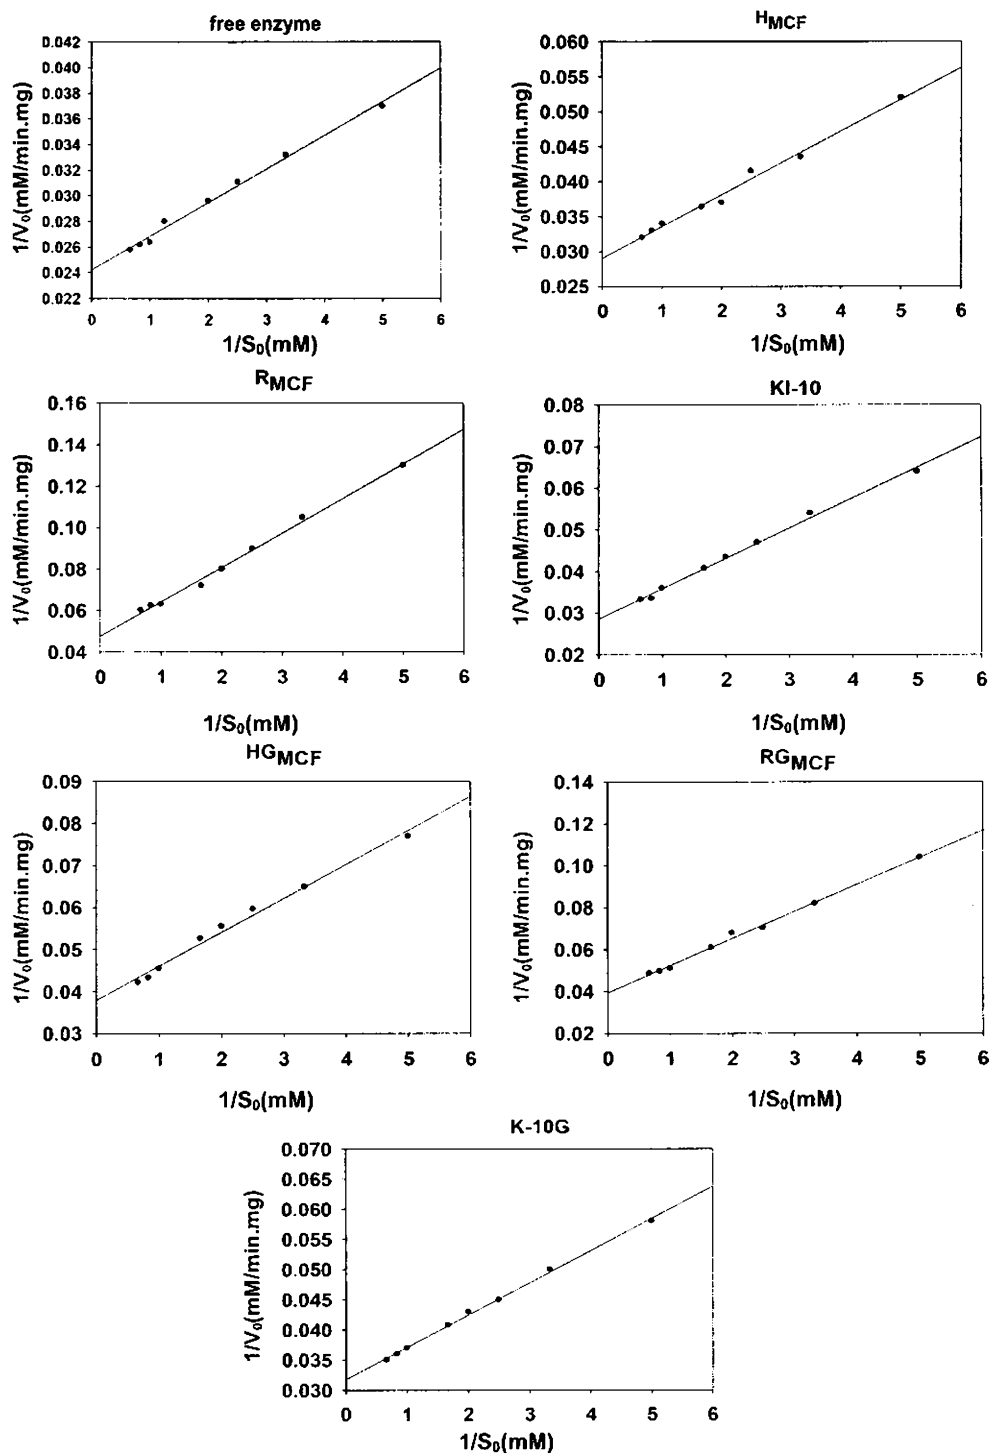 free enzyme
0.042
0.040
0.038
0.036
0.034
0.032
0.030
0.028
0.026
0.024
0.022
1/V0(mM/min.mg)
0 1 2 3 4 5 6
1/S0(mM)
HMCF
0.060
0.055
0.050
0.045
0.040
0.035
0.030
0.025
1/V0(mM/min.mg)
0 1 2 3 4 5 6
1/S0(mM)
RMCF
0.16
0.14
0.12
0.10
0.08
0.06
0.04
1/V0(mM/min.mg)
0 1 2 3 4 5 6
1/S0(mM)
KI-10
0.08
0.07
0.06
0.05
0.04
0.03
0.02
1/V0(mM/min.mg)
0 1 2 3 4 5 6
1/S0(mM)
HGMCF
0.09
0.08
0.07
0.06
0.05
0.04
0.03
1/V0(mM/min.mg)
0 1 2 3 4 5 6
1/S0(mM)
RGMCF
0.14
0.12
0.10
0.08
0.06
0.04
0.02
1/V0(mM/min.mg)
0 1 2 3 4 5 6
1/S0(mM)
K-10G
0.070
0.065
0.060
0.055
0.050
0.045
0.040
0.035
0.030
1/V0(mM/min.mg)
0 1 2 3 4 5 6
1/S0(mM)